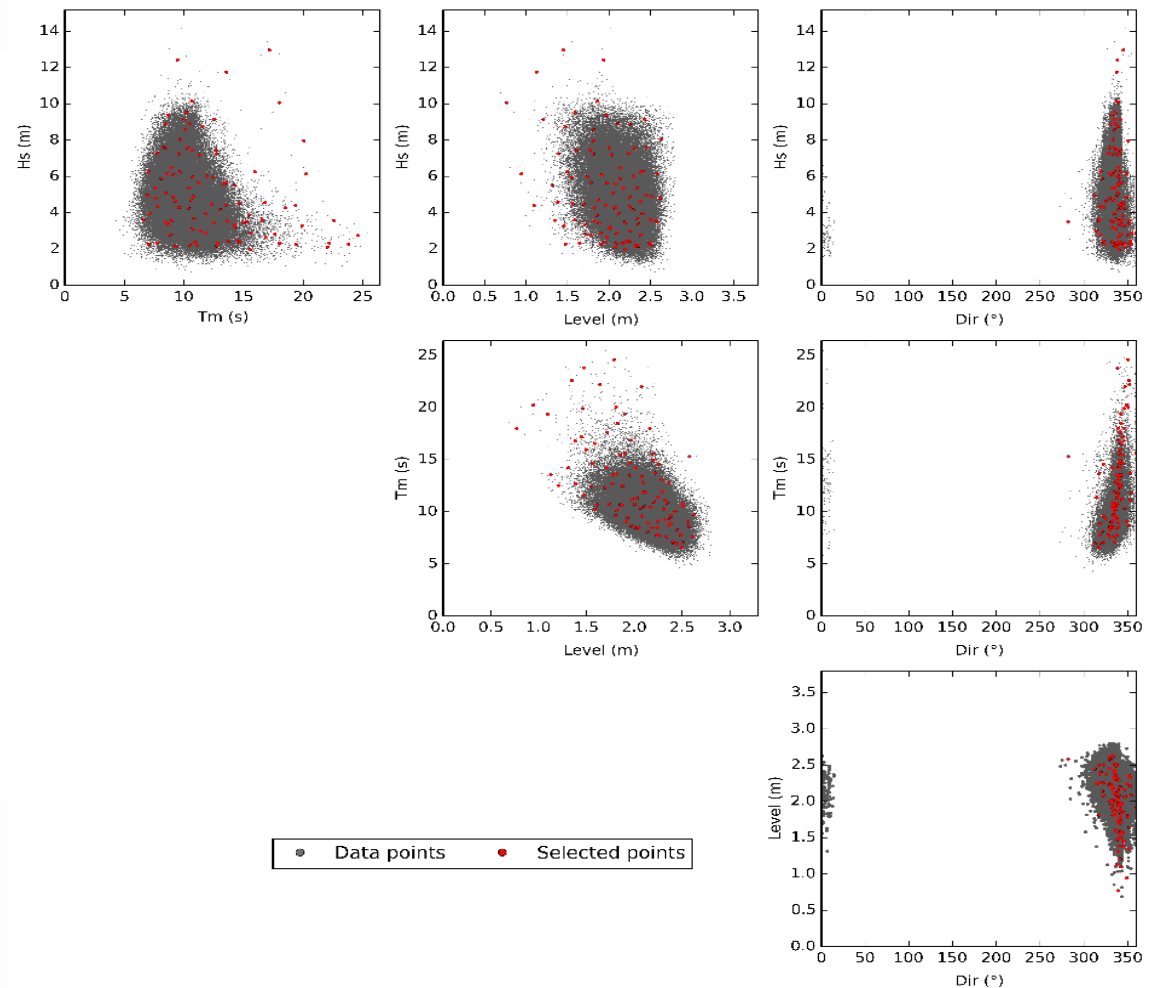 14
12
10
8
6
4
2
0
Hs (m)
0 5 10 15 20 25
Tm (s)
14
12
10
8
6
4
2
0
Hs (m)
0.0 0.5 1.0 1.5 2.0 2.5 3.0 3.5
Level (m)
14
12
10
8
6
4
2
0
Hs (m)
0 50 100 150 200 250 300 350
Dir (°)
25
20
15
10
5
0
Tm (s)
0.0 0.5 1.0 1.5 2.0 2.5 3.0
Level (m)
25
20
15
10
5
0
Tm (s)
0 50 100 150 200 250 300 350
Dir (°)
3.5
3.0
2.5
2.0
1.5
1.0
0.5
0.0
Level (m)
0 50 100 150 200 250 300 350
Dir (°)
Data points Selected points